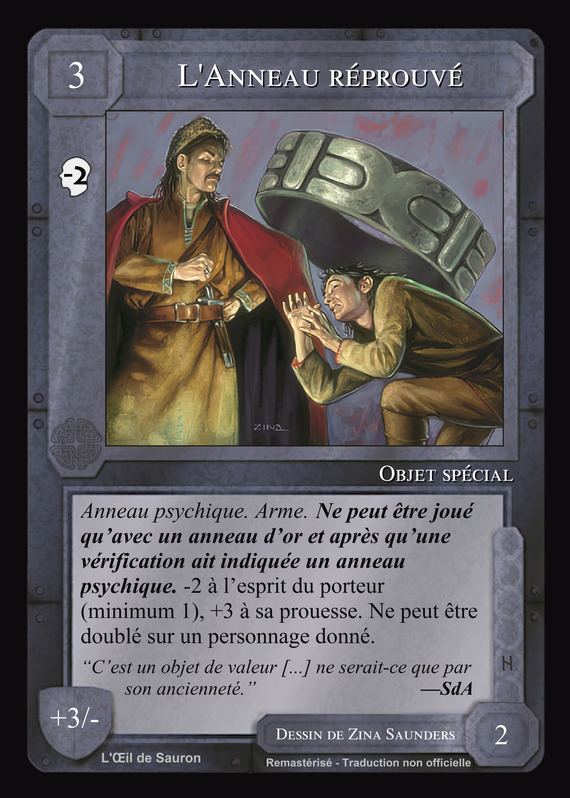 3
L'Anneau réprouvé
-2
ZINA
Objet spécial
Anneau psychique. Arme. Ne peut être joué
qu'avec un anneau d'or et après qu'une
vérification ait indiquée un anneau
psychique. -2 à l'esprit du porteur
(minimum 1), +3 à sa prouesse. Ne peut être
doublé sur un personnage donné.
“C'est un objet de valeur [...] ne serait-ce que par
son ancienneté.” —SdA
+3/-
Dessin de Zina Saunders
2
L'Œil de Sauron
Remastérisé - Traduction non officielle